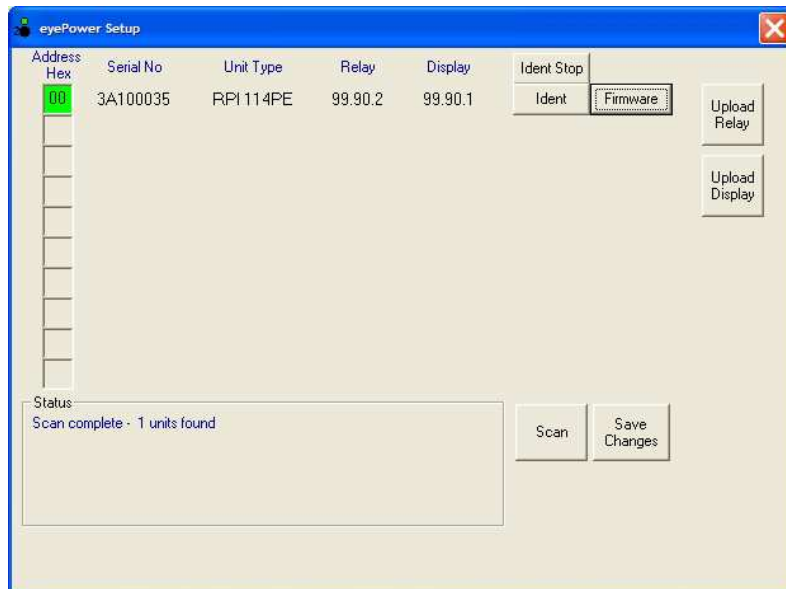 eyePower Setup
Address Hex Serial No Unit Type Relay Display Ident Stop
00 3A100035 RPI 114PE 99.90.2 99.90.1 Ident Firmware
Upload Relay
Upload Display
Status
Scan complete - 1 units found
Scan
Save Changes